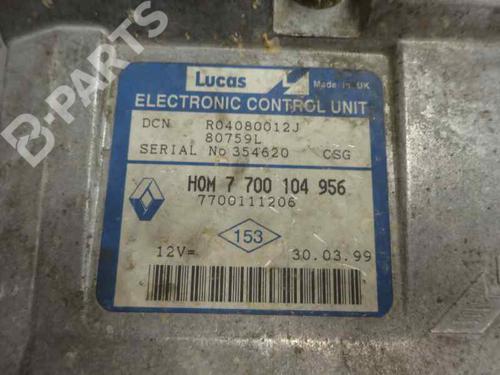 B-PARTS
Lucas
Made in UK
ELECTRONIC CONTROL UNIT
DCN R04080012J
80759L
SERIAL No 354620 CSG
HOM 7 700 104 956
7700111206
153
12V= 30.03.99